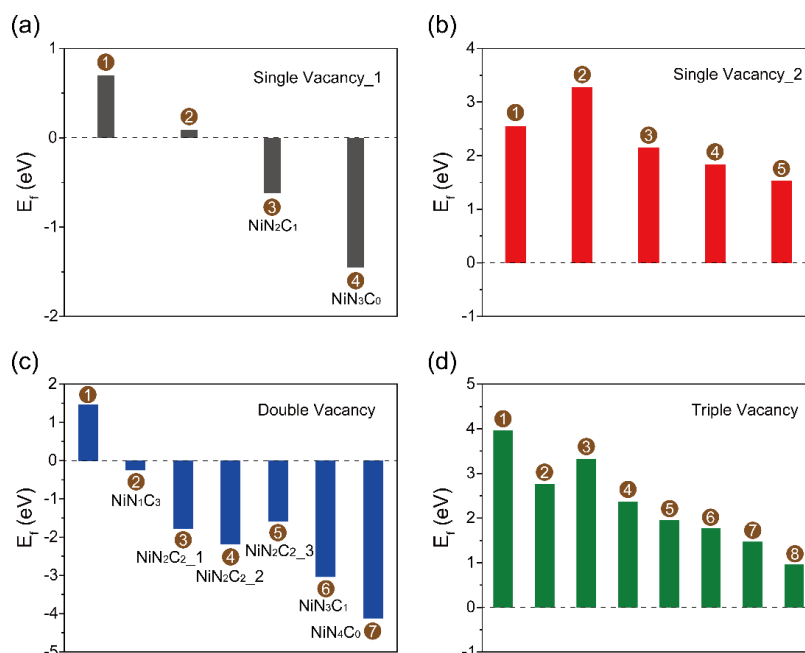 (a)
1
0
-1
-2
E_f (eV)
Single Vacancy_1
1
2
3
NiN₂C₁
4
NiN₃C₀
(b)
4
3
2
1
0
-1
E_f (eV)
Single Vacancy_2
1
2
3
4
5
(c)
2
1
0
-1
-2
-3
-4
-5
E_f (eV)
Double Vacancy
1
2
NiN₁C₃
3
NiN₂C₂_1
4
NiN₂C₂_2
5
NiN₂C₂_3
6
NiN₃C₁
NiN₄C₀ 7
(d)
5
4
3
2
1
0
-1
E_f (eV)
Triple Vacancy
1
2
3
4
5
6
7
8